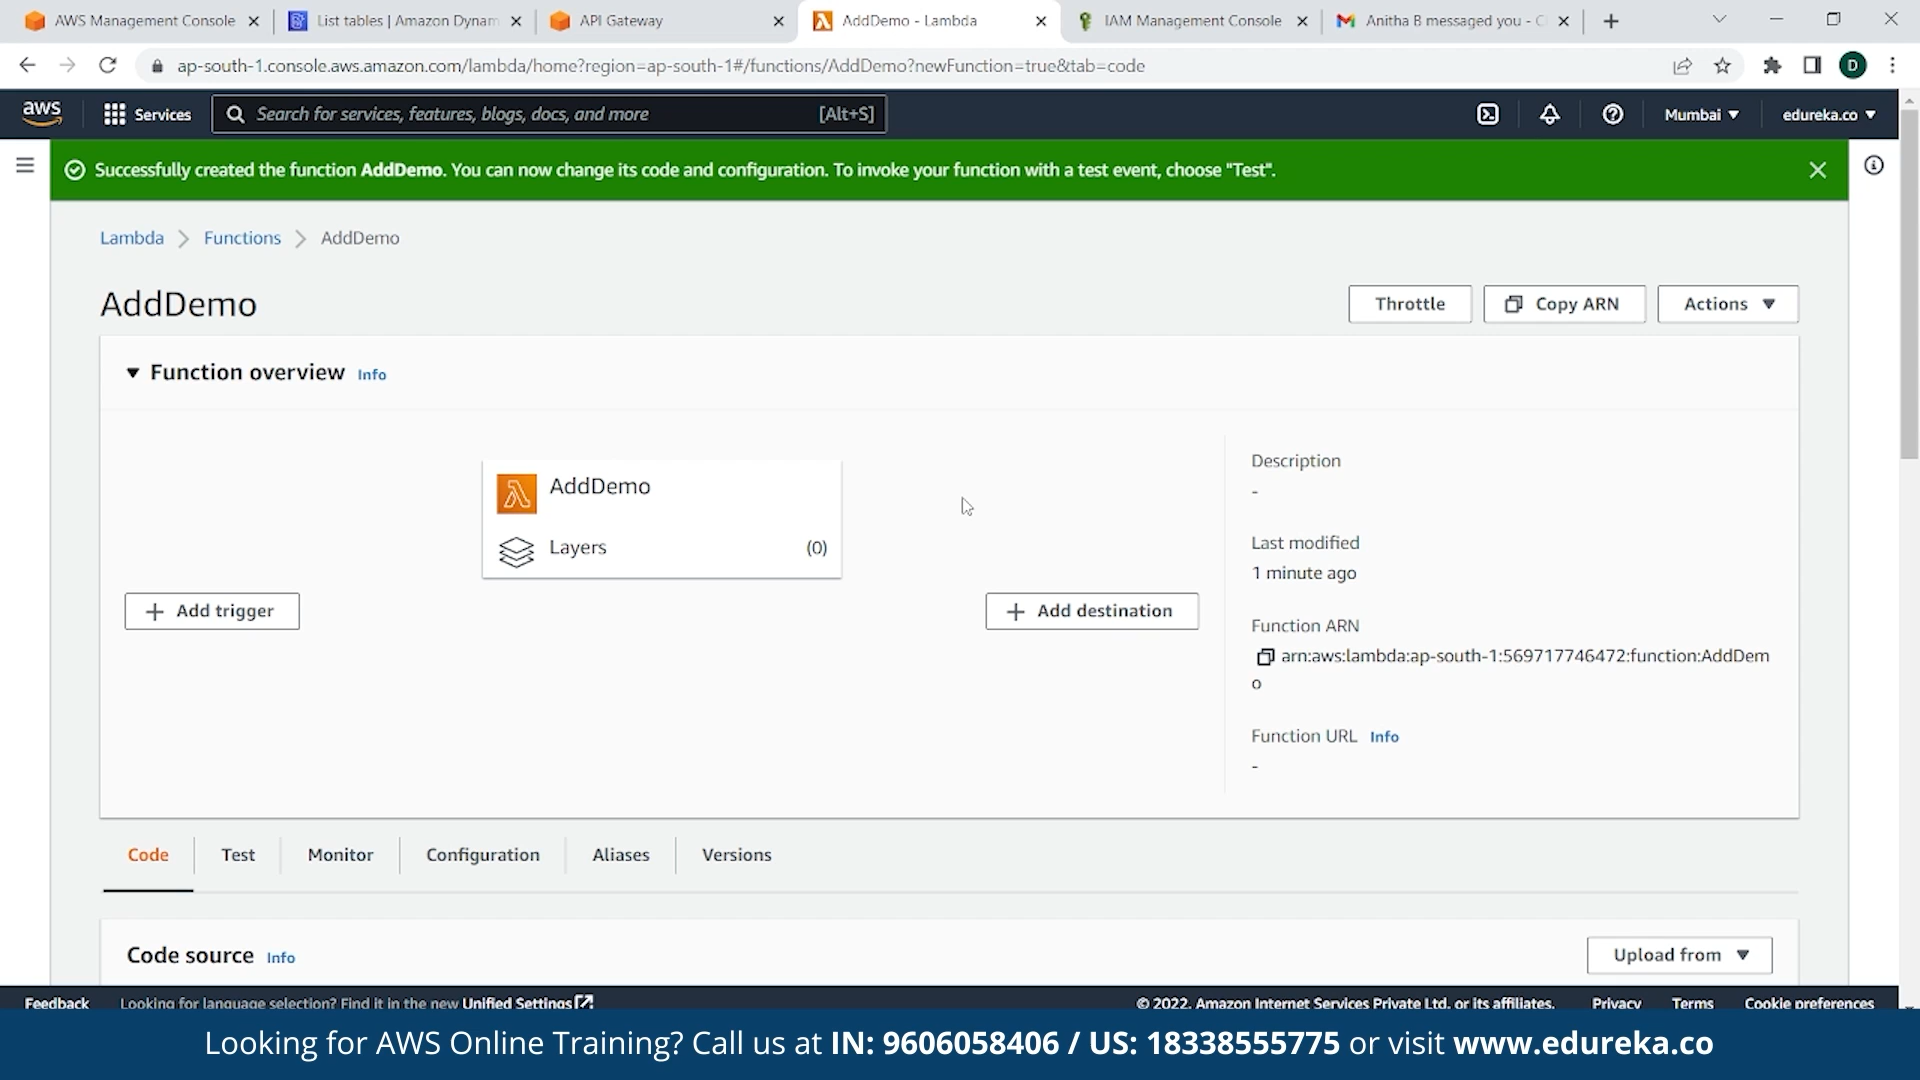 AWS Management Console
List tables | Amazon Dynam
API Gateway
AddDemo - Lambda
IAM Management Console
Anitha B messaged you - C
ap-south-1.console.aws.amazon.com/lambda/home?region=ap-south-1#/functions/AddDemo?newFunction=true&tab=code
D
aws
Services
Search for services, features, blogs, docs, and more
[Alt+S]
Mumbai
edureka.co
Successfully created the function AddDemo. You can now change its code and configuration. To invoke your function with a test event, choose "Test".
Lambda
Functions
AddDemo
AddDemo
Throttle
Copy ARN
Actions
Function overview Info
AddDemo
Layers (0)
Add trigger
Add destination
Description
-
Last modified
1 minute ago
Function ARN
arn:aws:lambda:ap-south-1:569717746472:function:AddDem
o
Function URL Info
-
Code
Test
Monitor
Configuration
Aliases
Versions
Code source Info
Upload from
Feedback
Looking for language selection? Find it in the new Unified Settings
© 2022, Amazon Internet Services Private Ltd. or its affiliates.
Privacy
Terms
Cookie preferences
Looking for AWS Online Training? Call us at IN: 9606058406 / US: 18338555775 or visit www.edureka.co